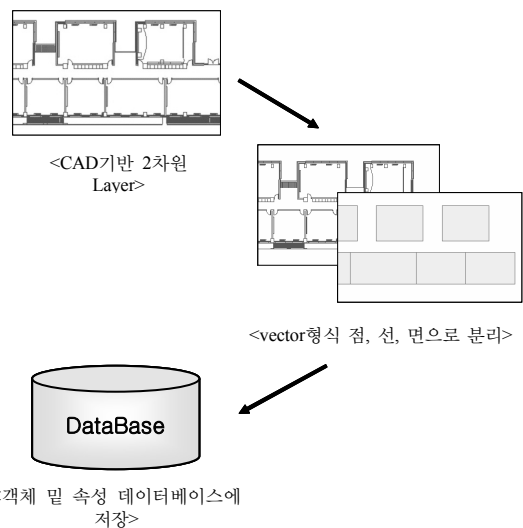 <CAD기반 2차원
Layer>
<vector형식 점, 선, 면으로 분리>
DataBase
객체 밑 속성 데이터베이스에
저장>